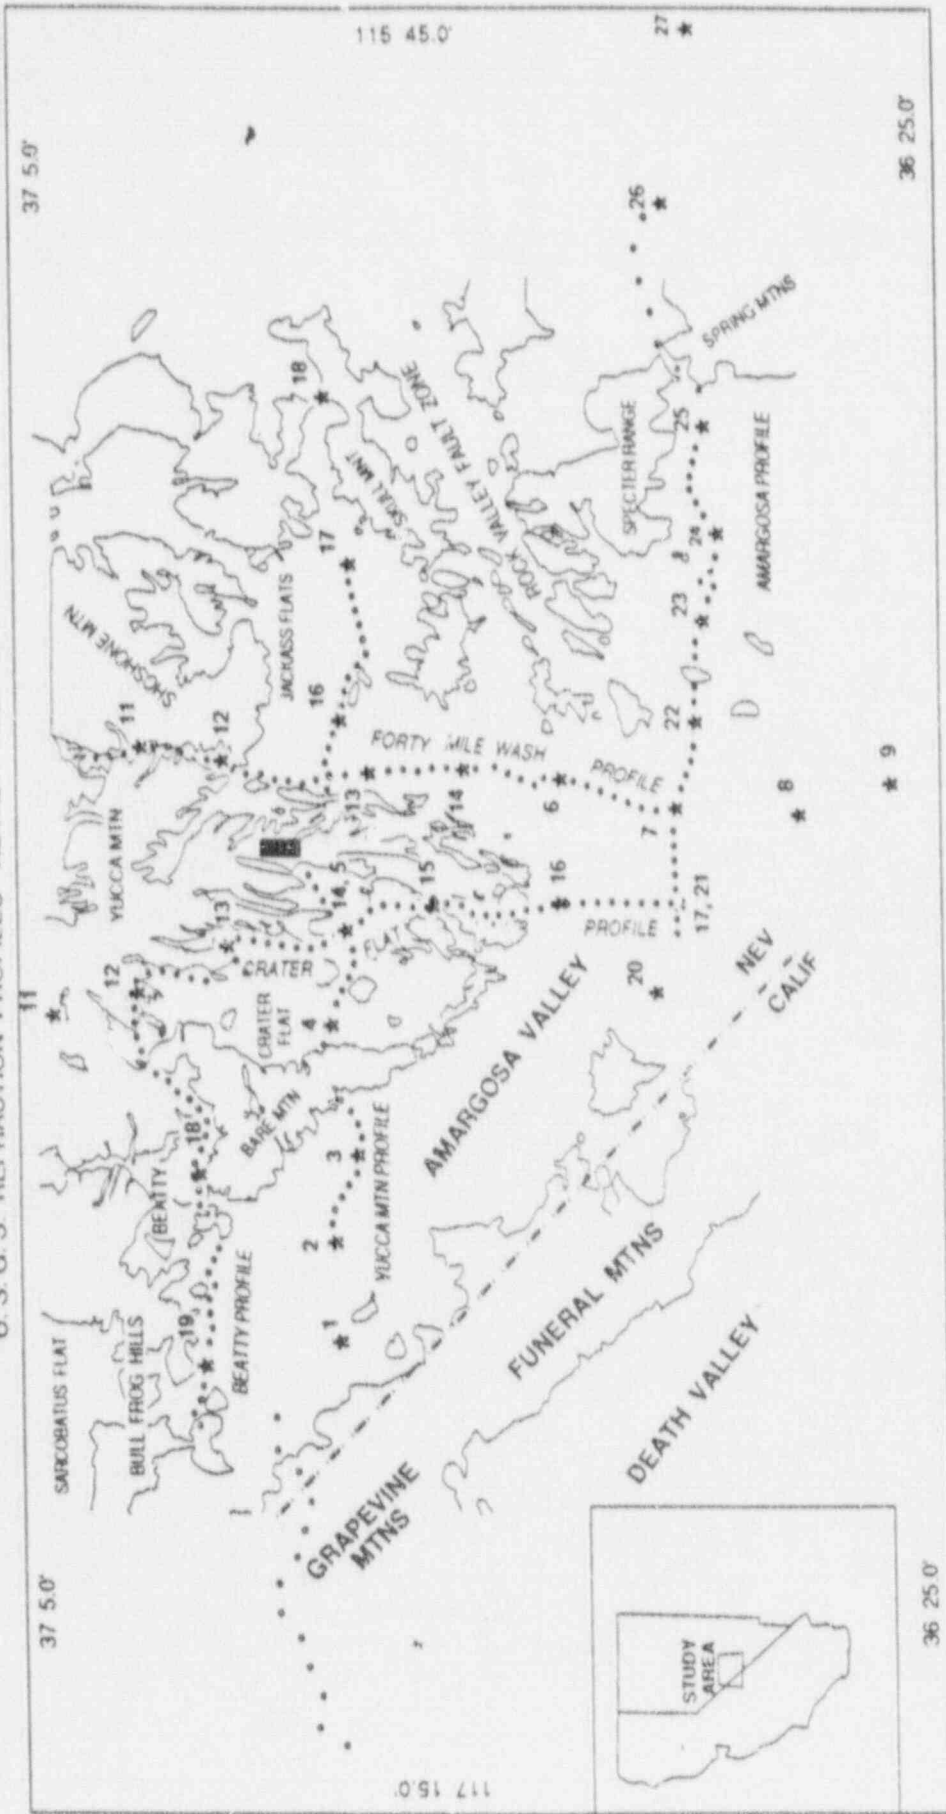 37 5.0'
37 5.0'
115 45.0'
117 15.0'
36 25.0'
36 25.0'
SARCOBATUS FLAT
BULL FROG HILLS
BEATTY
19
18
BEATTY PROFILE
11
12
13
YUCCA MTN
11
12
SHOSHONE MTN
CRATER
CRATER
FLAT
BARE MTN
4
14, 5
13
16
JACKASS FLATS
17
18
SKULL MNT
1
2
3
YUCCA MTN PROFILE
15
14
FORTY MILE WASH
PROFILE
ROCK VALLEY FAULT ZONE
GRAPEVINE
MTNS
FUNERAL MTNS
DEATH VALLEY
AMARGOSA VALLEY
16
6
PROFILE
20
17, 21
7
22
23
24
25
26
27
SPECTER RANGE
SPRING MTNS
AMARGOSA PROFILE
8
9
NEV
CALIF
STUDY
AREA